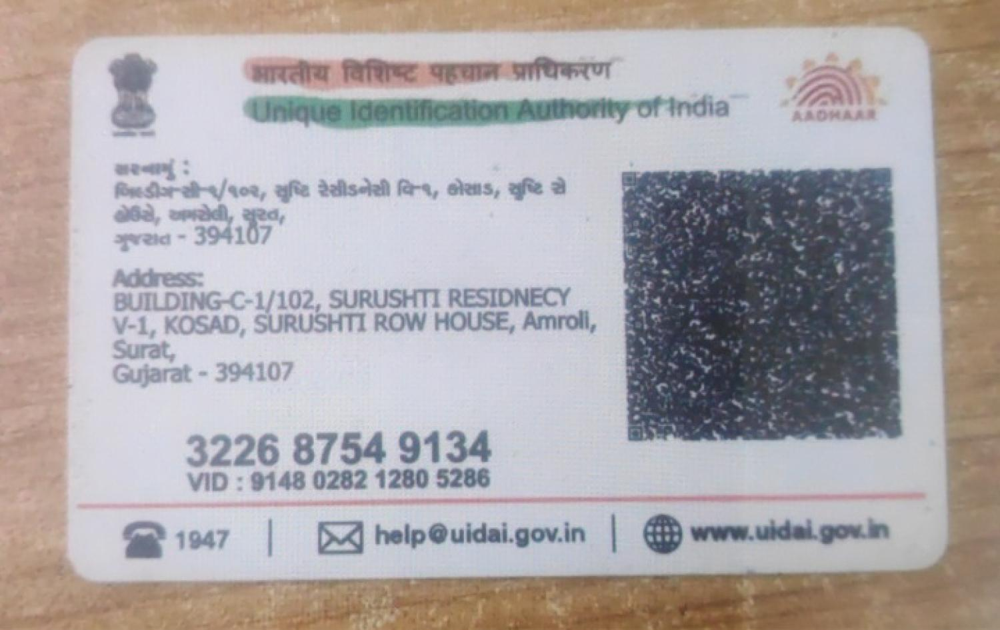 भारतीय विशिष्ट पहचान प्राधिकरण
Unique Identification Authority of India
AADHAAR
સરનામું :
બિલ્ડીંગ-સી-૧/૧૦૨, સૃષ્ટિ રેસીડનેસી વિ-૧, કોસાડ, સૃષ્ટિ રો
હોઉસે, અમરોલી, સુરત,
ગુજરાત - 394107
Address:
BUILDING-C-1/102, SURUSHTI RESIDNECY
V-1, KOSAD, SURUSHTI ROW HOUSE, Amroli,
Surat,
Gujarat - 394107
3226 8754 9134
VID : 9148 0282 1280 5286
1947 | help@uidai.gov.in | www.uidai.gov.in